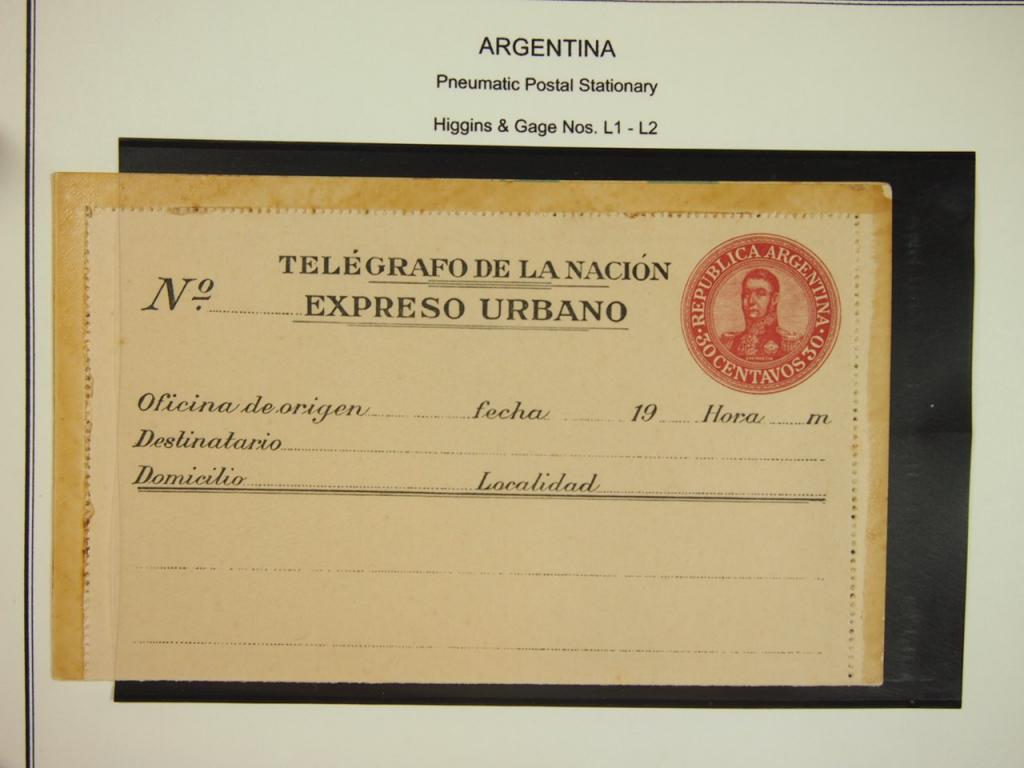 ARGENTINA
Pneumatic Postal Stationary
Higgins & Gage Nos. L1 - L2
TELÉGRAFO DE LA NACIÓN
Nº
EXPRESO URBANO
REPUBLICA ARGENTINA
30 CENTAVOS 30
Oficina de origen fecha 19 Hora m
Destinatario
Domicilio Localidad